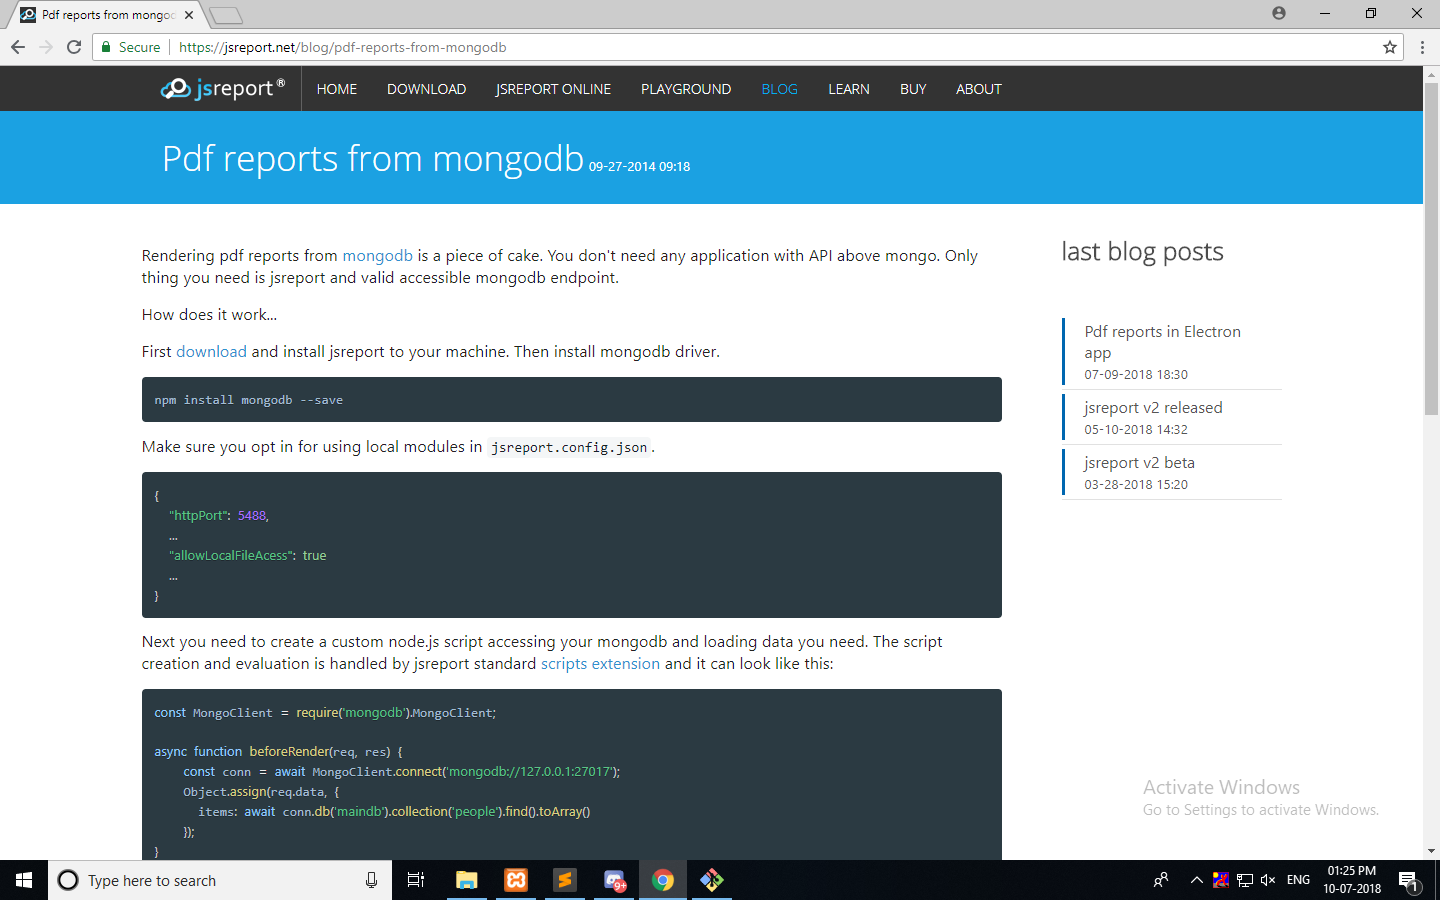 Pdf reports from mongod
Secure https://jsreport.net/blog/pdf-reports-from-mongodb
jsreport® HOME DOWNLOAD JSREPORT ONLINE PLAYGROUND BLOG LEARN BUY ABOUT
Pdf reports from mongodb 09-27-2014 09:18
Rendering pdf reports from mongodb is a piece of cake. You don't need any application with API above mongo. Only
thing you need is jsreport and valid accessible mongodb endpoint.
How does it work...
First download and install jsreport to your machine. Then install mongodb driver.
npm install mongodb --save
Make sure you opt in for using local modules in jsreport.config.json.
{
"httpPort": 5488,
...
"allowLocalFileAcess": true
...
}
Next you need to create a custom node.js script accessing your mongodb and loading data you need. The script
creation and evaluation is handled by jsreport standard scripts extension and it can look like this:
const MongoClient = require('mongodb').MongoClient;
async function beforeRender(req, res) {
const conn = await MongoClient.connect('mongodb://127.0.0.1:27017');
Object.assign(req.data, {
items: await conn.db('maindb').collection('people').find().toArray()
});
}
last blog posts
Pdf reports in Electron
app
07-09-2018 18:30
jsreport v2 released
05-10-2018 14:32
jsreport v2 beta
03-28-2018 15:20
Activate Windows
Go to Settings to activate Windows.
Type here to search
9+
ENG
01:25 PM
10-07-2018
1